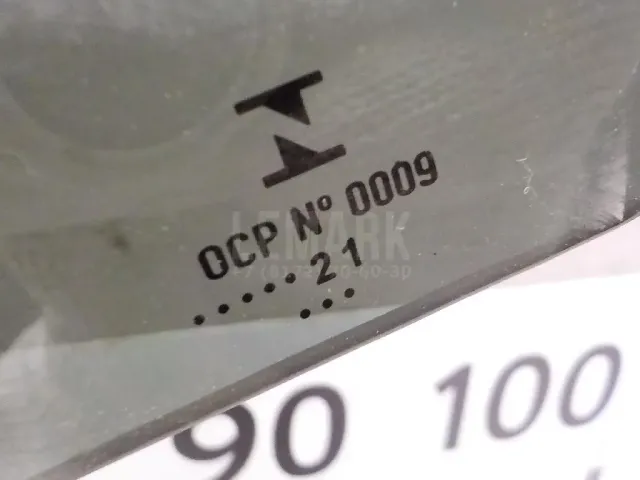 OCP Nº 0009
LEMARK
.....21
...
90 100